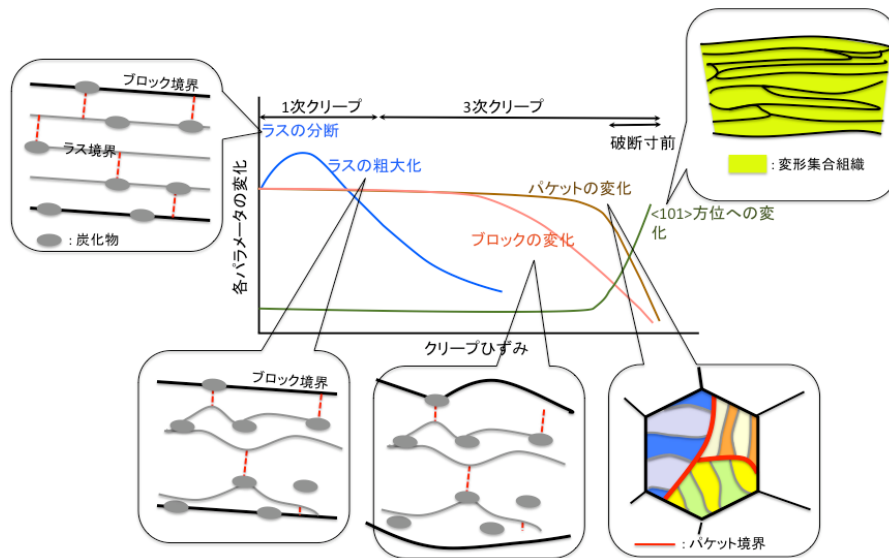 ブロック境界
ラス境界
: 炭化物
1次クリープ
3次クリープ
破断寸前
ラスの分断
ラスの粗大化
パケットの変化
<101>方位への変
化
ブロックの変化
各パラメータの変化
クリープひずみ
: 変形集合組織
ブロック境界
: パケット境界